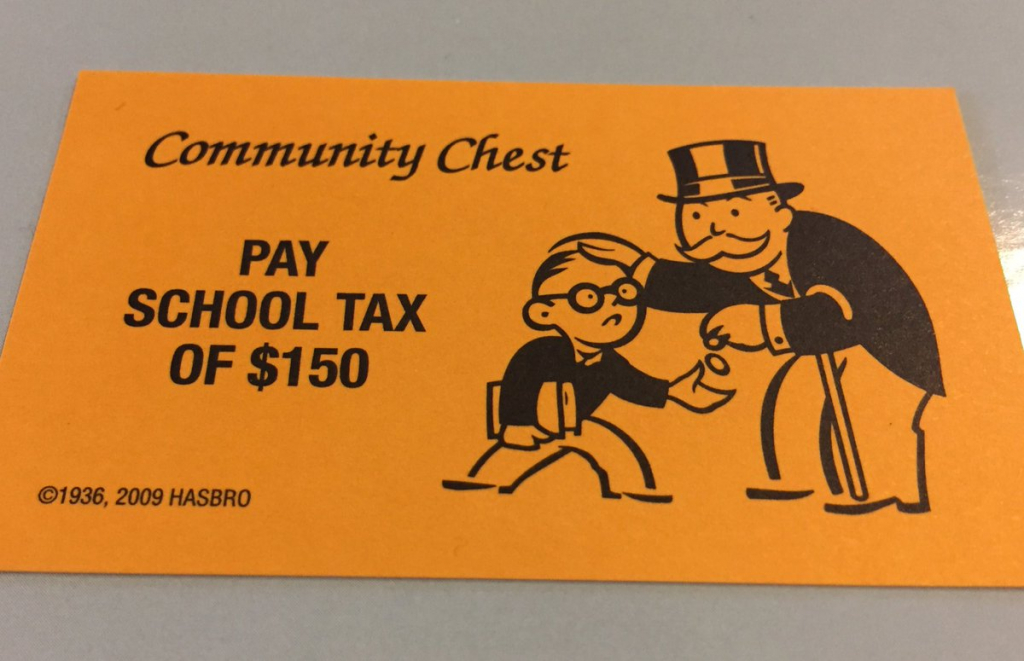 Community Chest
PAY
SCHOOL TAX
OF $150
©1936, 2009 HASBRO